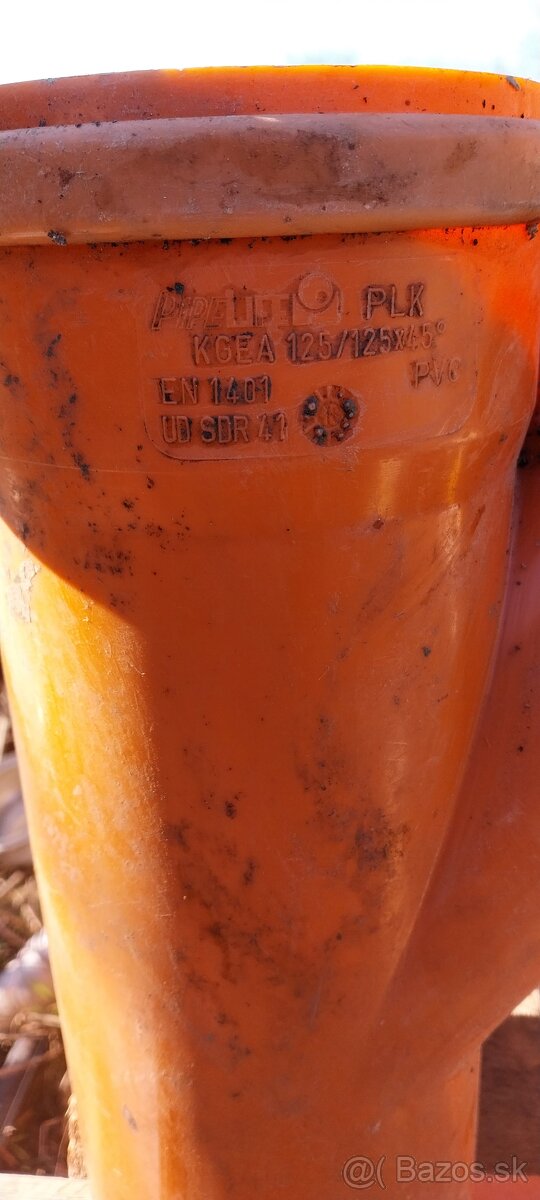 PIPELIFE PLK
KGEA 125/125x45°
PVC
EN 1401
UD SDR 41
@ Bazos.sk